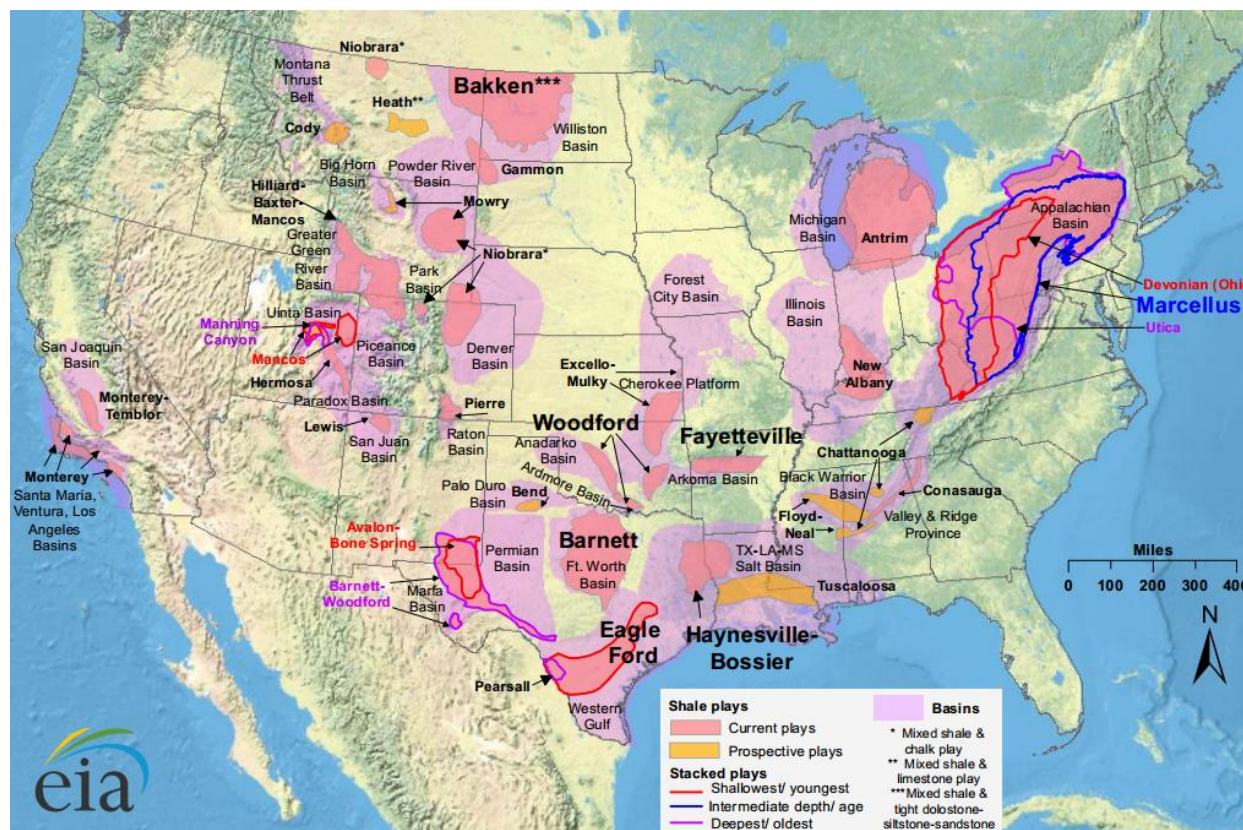 Niobrara*
Montana
Thrust
Belt
Bakken***
Heath**
Cody
Williston
Basin
Big Horn
Basin
Powder River
Basin
Gammon
Hilliard-
Baxter-
Mancos
Mowry
Greater
Green
River
Basin
Park
Basin
Niobrara*
Michigan
Basin
Antrim
Appalachian
Basin
Forest
City Basin
Illinois
Basin
Devonian (Ohi
Marcellus
Utica
Uinta Basin
Manning
Canyon
Mancos
Piceance
Basin
Denver
Basin
San Joaquin
Basin
Hermosa
Excello-
Mulky
Cherokee Platform
New
Albany
Monterey-
Temblor
Paradox Basin
Lewis
San Juan
Basin
Pierre
Raton
Basin
Woodford
Anadarko
Basin
Fayetteville
Chattanooga
Monterey
Santa Maria,
Ventura, Los
Angeles
Basins
Ardmore Basin
Arkoma Basin
Black Warrior
Basin
Conasauga
Palo Duro
Basin
Bend
Floyd-
Neal
Valley & Ridge
Province
Avalon-
Bone Spring
Permian
Basin
Barnett
Ft. Worth
Basin
TX-LA-MS
Salt Basin
Tuscaloosa
Barnett-
Woodford
Marfa
Basin
Eagle
Ford
Haynesville-
Bossier
Pearsall
Western
Gulf
Miles
0 100 200 300 400
N
Shale plays
Current plays
Prospective plays
Stacked plays
Shallowest/ youngest
Intermediate depth/ age
Deepest/ oldest
Basins
* Mixed shale &
chalk play
** Mixed shale &
limestone play
***Mixed shale &
tight dolostone-
siltstone-sandstone
eia